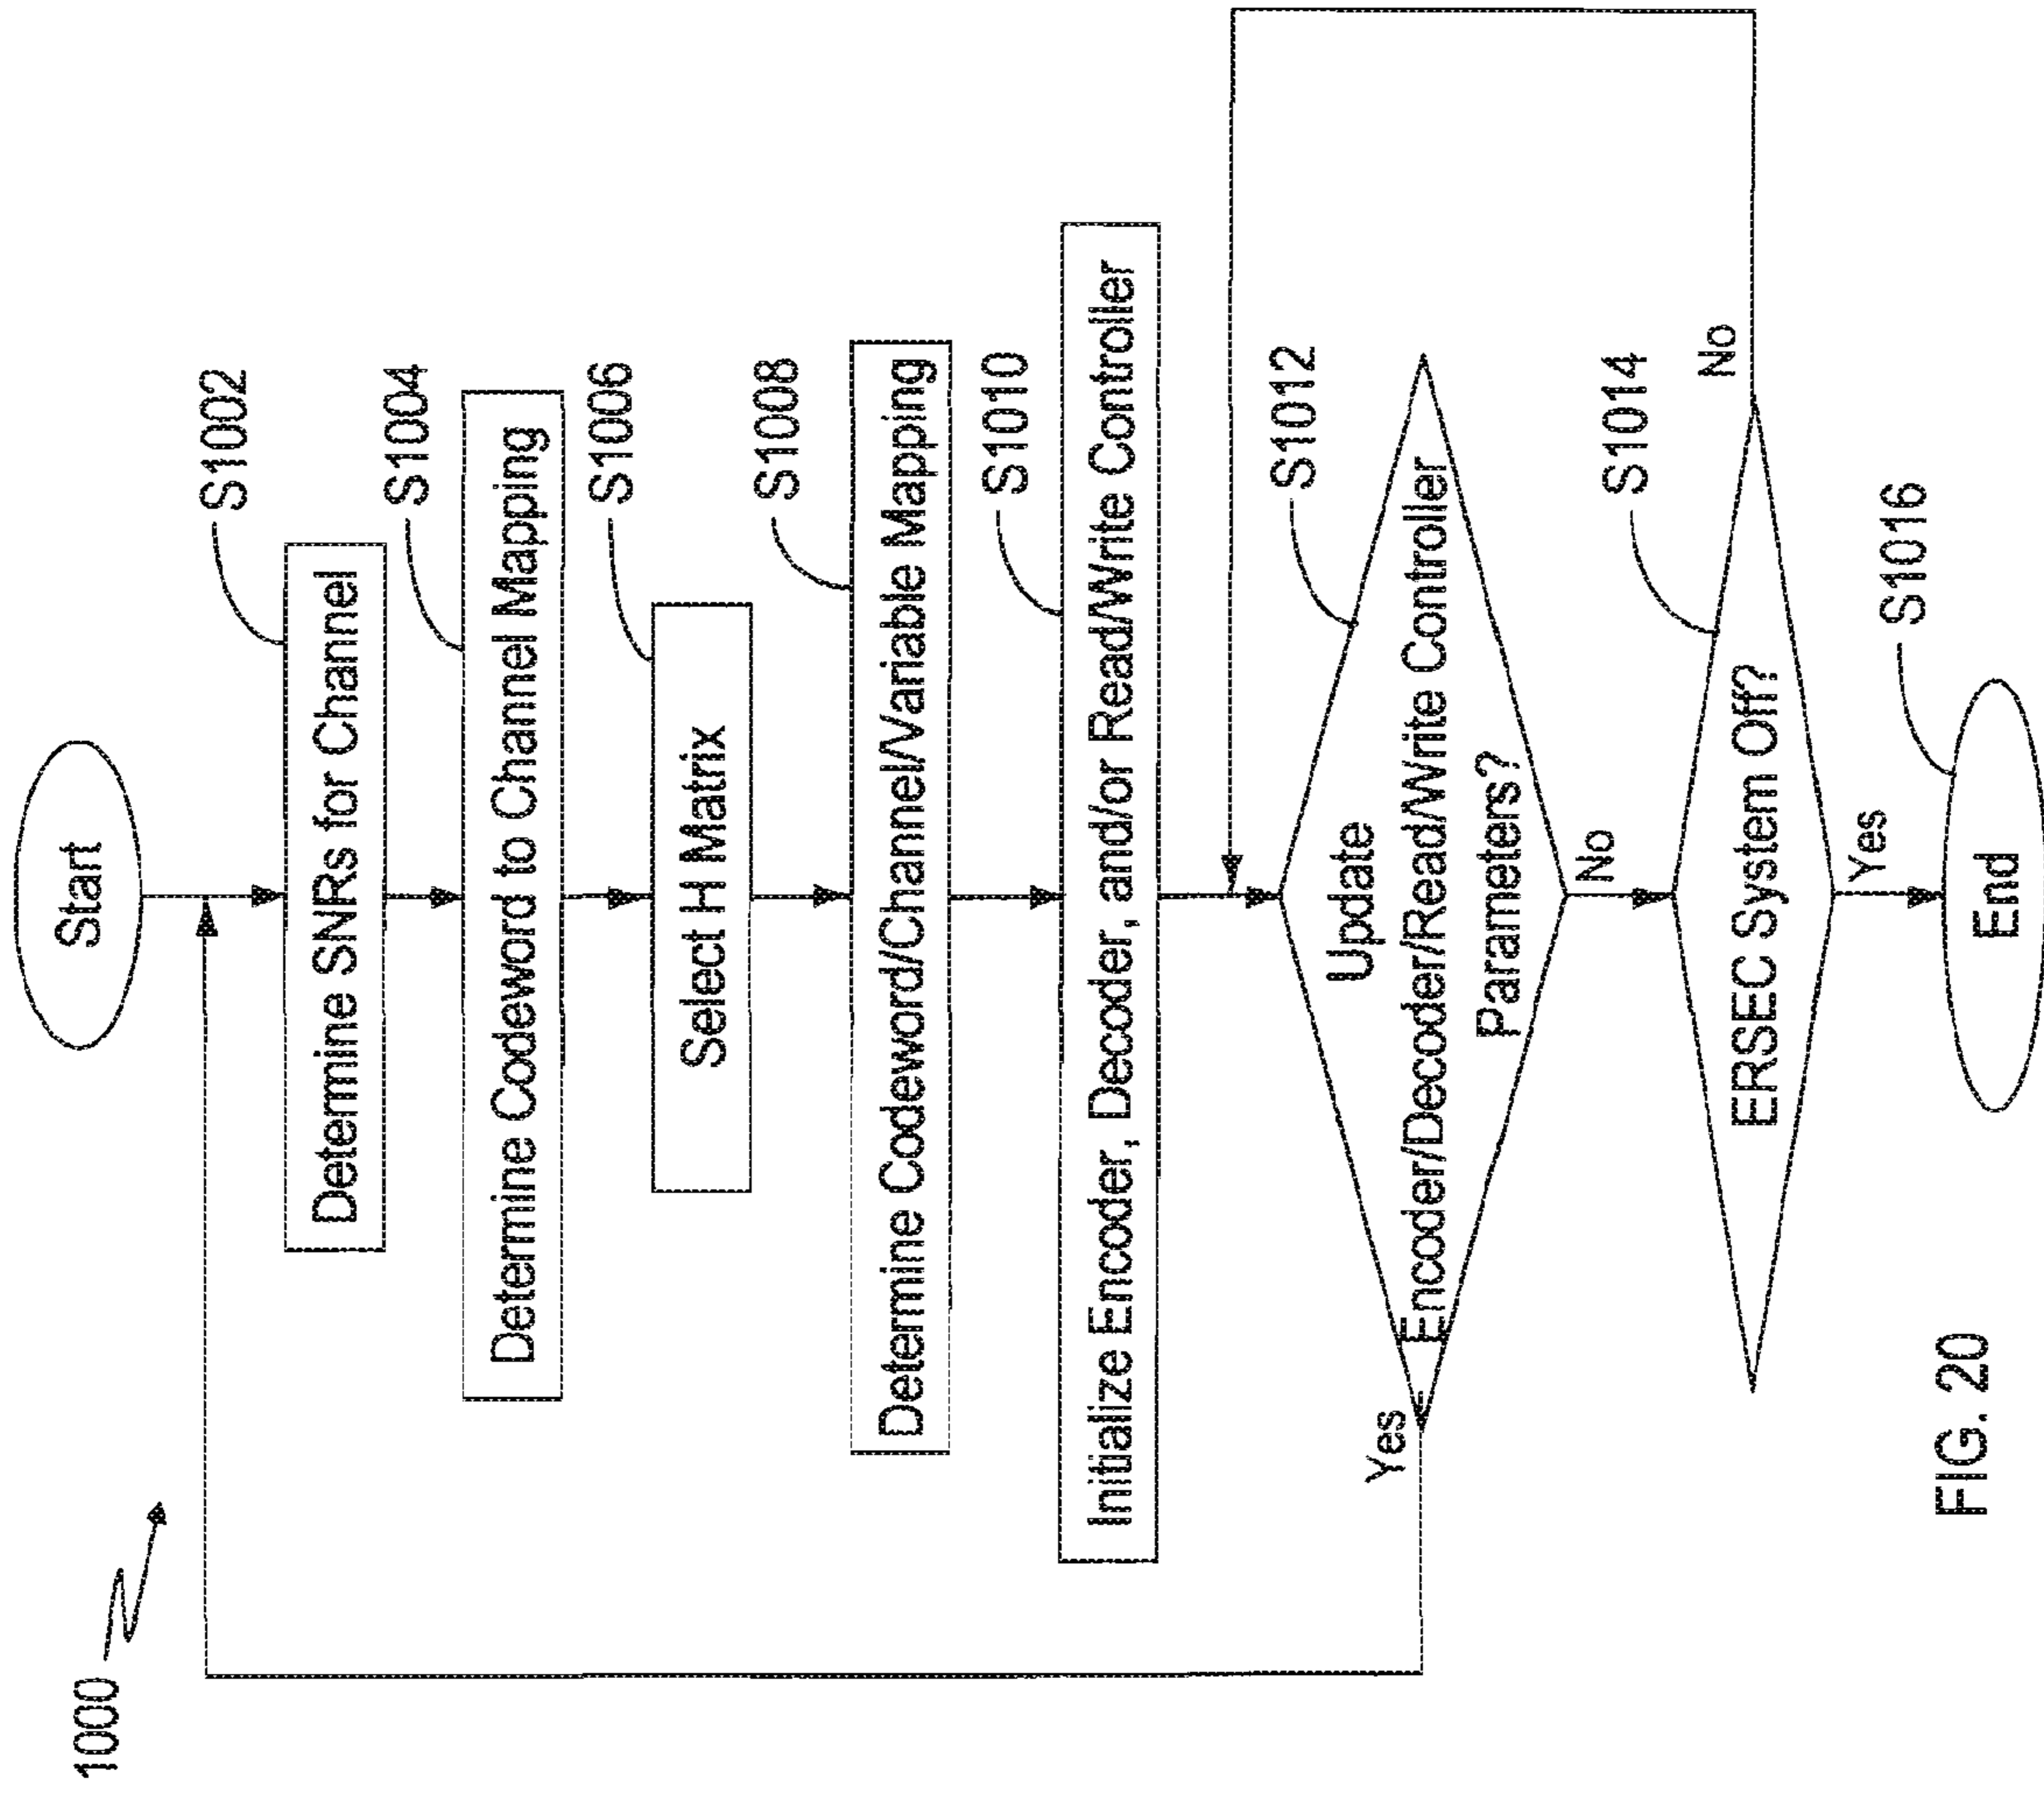 1000
Start
S1002
Determine SNRs for Channel
S1004
Determine Codeword to Channel Mapping
S1006
Select H Matrix
S1008
Determine Codeword/Channel/Variable Mapping
S1010
Initialize Encoder, Decoder, and/or Read/Write Controller
S1012
Update
Encoder/Decoder/Read/Write Controller
Parameters?
Yes
No
S1014
ERSEC System Off?
No
Yes
S1016
End
FIG. 20